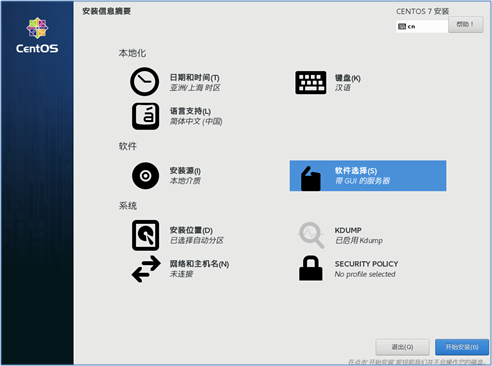 安装信息摘要
CENTOS 7 安装
cn
帮助！
CentOS
本地化
日期和时间(T)
亚洲/上海 时区
键盘(K)
汉语
语言支持(L)
简体中文 (中国)
软件
安装源(I)
本地介质
软件选择(S)
带 GUI 的服务器
系统
安装位置(D)
已选择自动分区
KDUMP
已启用 Kdump
网络和主机名(N)
未连接
SECURITY POLICY
No profile selected
退出(Q)
开始安装(B)
在点击 开始安装 按钮前我们并不会操作您的磁盘。